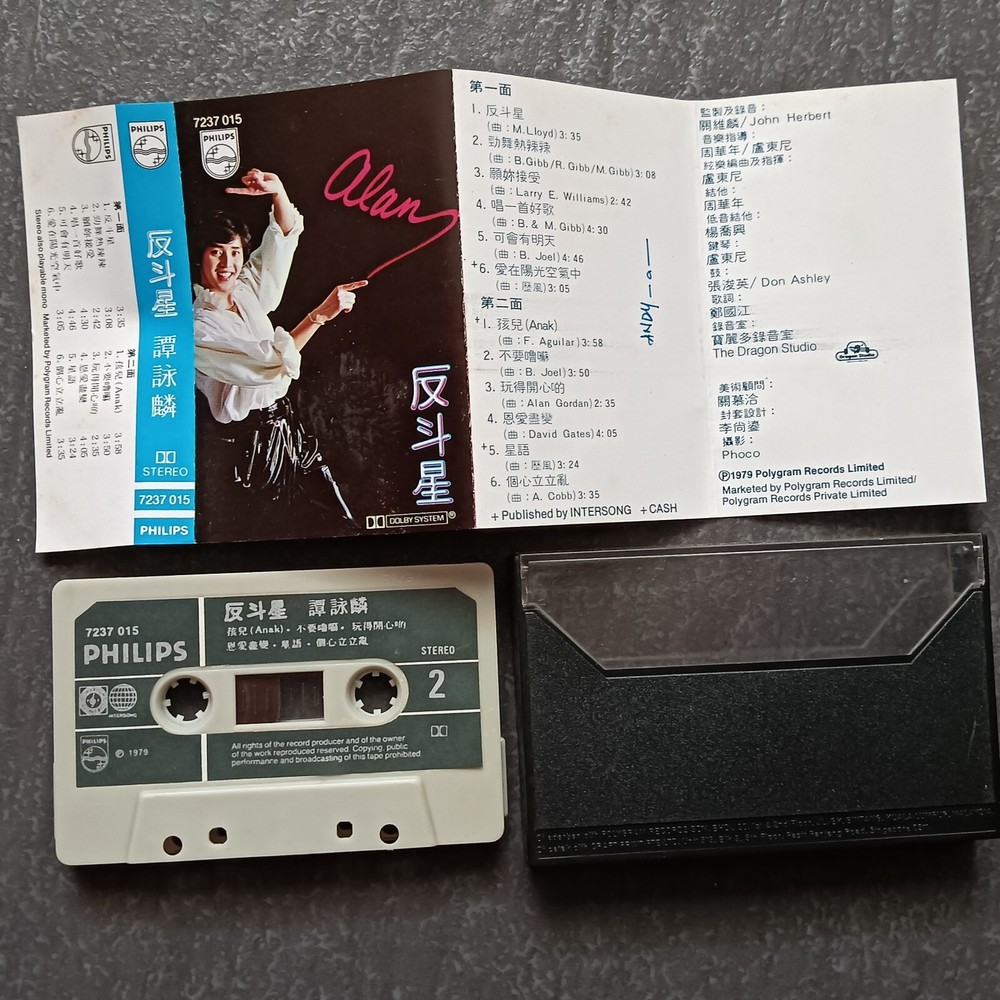 PHILIPS
第一面
1. 反斗星 3:35
2. 勁舞熱辣辣 3:08
3. 願妳接受 2:42
4. 唱一首好歌 4:30
5. 可會有明天 4:46
6. 愛在陽光空氣中 3:05
第二面
1. 孩兒 (Anak) 3:58
2. 不要嚕囌 3:50
3. 玩得開心啲 2:35
4. 恩愛盡變 4:05
5. 星語 3:24
6. 個心立立亂 3:35
Stereo also playable mono Marketed by Polygram Records Limited
PHILIPS
反斗星 譚詠麟
STEREO
7237 015
PHILIPS
7237 015
PHILIPS
Alan
反斗星
DOLBY SYSTEM®
第一面
1. 反斗星
(曲：M.Lloyd) 3:35
2. 勁舞熱辣辣
(曲：B.Gibb/R.Gibb/M.Gibb) 3:08
3. 願妳接受
(曲：Larry E. Williams) 2:42
4. 唱一首好歌
(曲：B. & M. Gibb) 4:30
5. 可會有明天
(曲：B. Joel) 4:46
+6. 愛在陽光空氣中
(曲：歷風) 3:05
第二面
+1. 孩兒 (Anak)
(曲：F. Aguilar) 3:58
2. 不要嚕囌
(曲：B. Joel) 3:50
3. 玩得開心啲
(曲：Alan Gordan) 2:35
4. 恩愛盡變
(曲：David Gates) 4:05
+5. 星語
(曲：歷風) 3:24
6. 個心立立亂
(曲：A. Cobb) 3:35
+Published by INTERSONG +CASH
監製及錄音：
關維麟/John Herbert
音樂指導：
周華年/盧東尼
絃樂編曲及指揮：
盧東尼
結他：
周華年
低音結他：
楊喬興
鍵琴：
盧東尼
鼓：
張浚英/Don Ashley
歌詞：
鄭國江
錄音室：
寶麗多錄音室
The Dragon Studio
Dragon Studio
美術顧問：
關慕洽
封套設計：
李尚鎏
攝影：
Phoco
Ⓟ1979 Polygram Records Limited
Marketed by Polygram Records Limited/
Polygram Records Private Limited
7237 015
PHILIPS
反斗星 譚詠麟
孩兒 (Anak)・不要嚕囌・玩得開心啲
恩愛盡變・星語・個心立立亂
STEREO
2
INTERSONG
PHILIPS
Ⓟ 1979
All rights of the record producer and of the owner
of the work reproduced reserved. Copying, public
performance and broadcasting of this tape prohibited